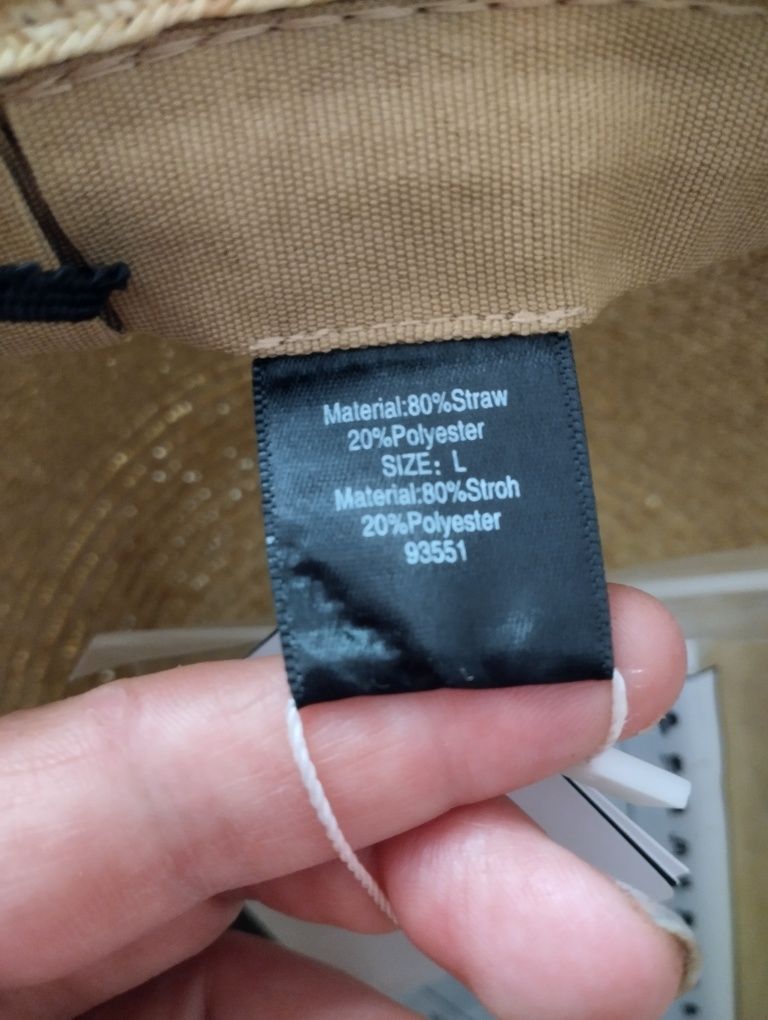 Material:80%Straw
20%Polyester
SIZE: L
Material:80%Stroh
20%Polyester
93551